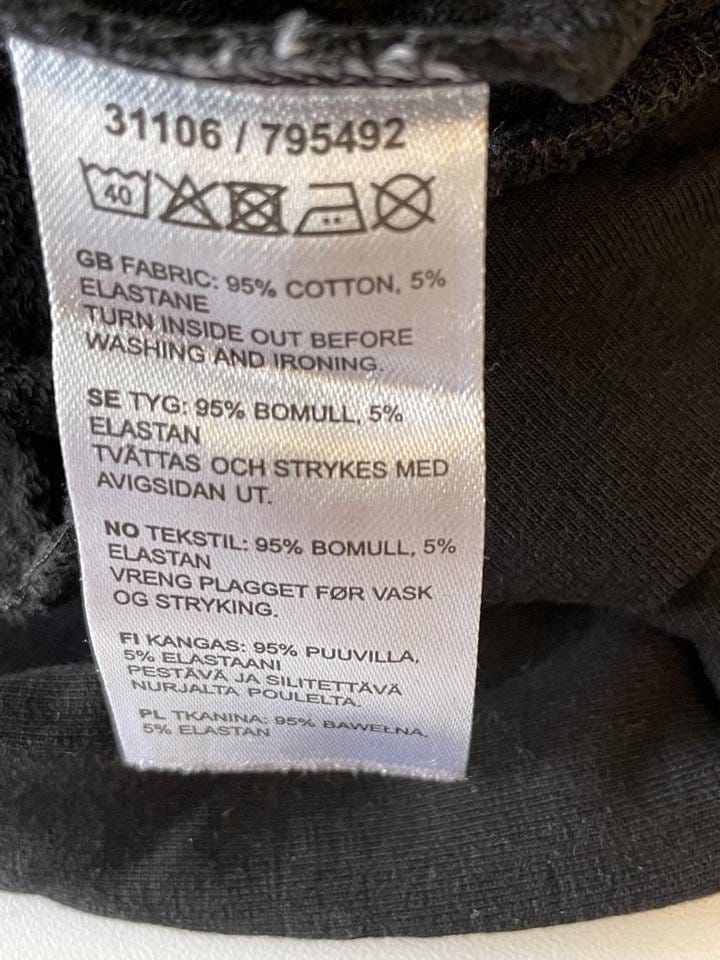 31106 / 795492
40
GB FABRIC: 95% COTTON, 5%
ELASTANE
TURN INSIDE OUT BEFORE
WASHING AND IRONING.
SE TYG: 95% BOMULL, 5%
ELASTAN
TVÄTTAS OCH STRYKES MED
AVIGSIDAN UT.
NO TEKSTIL: 95% BOMULL, 5%
ELASTAN
VRENG PLAGGET FØR VASK
OG STRYKING.
FI KANGAS: 95% PUUVILLA,
5% ELASTAANI
PESTÄVÄ JA SILITETTÄVÄ
NURJALTA POULELTA.
PL TKANINA: 95% BAWEŁNA,
5% ELASTAN